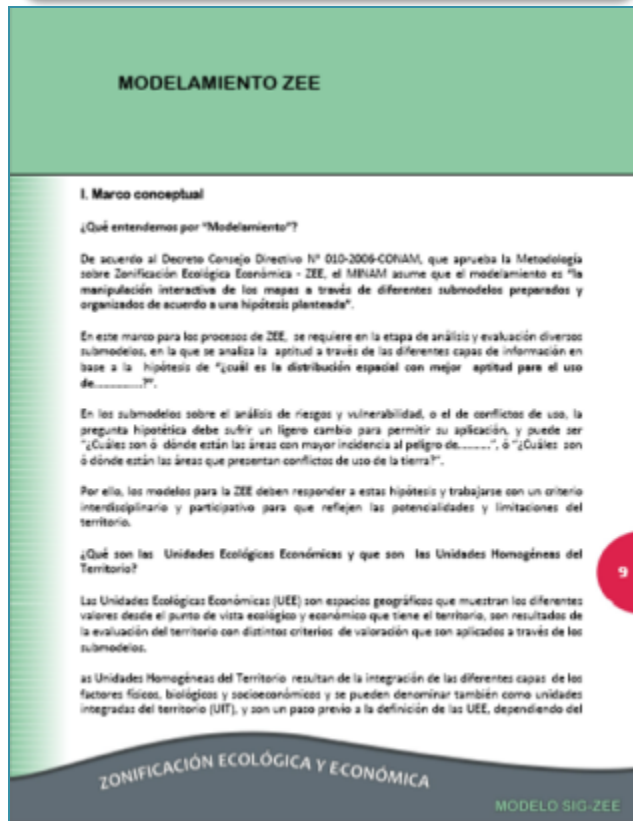 MODELAMIENTO ZEE
I. Marco conceptual
¿Qué entendemos por "Modelamiento"?
De acuerdo al Decreto Consejo Directivo N° 010-2006-CONAM, que aprueba la Metodología
sobre Zonificación Ecológica Económica - ZEE, el MINAM asume que el modelamiento es "la
manipulación interactiva de los mapas a través de diferentes submodelos preparados y
organizados de acuerdo a una hipótesis planteada".
En este marco para los procesos de ZEE, se requiere en la etapa de análisis y evaluación diversos
submodelos, en la que se analiza la aptitud a través de las diferentes capas de información en
base a la hipótesis de "¿cuál es la distribución espacial con mejor aptitud para el uso
de..............?".
En los submodelos sobre el análisis de riesgos y vulnerabilidad, o el de conflictos de uso, la
pregunta hipotética debe sufrir un ligero cambio para permitir su aplicación, y puede ser
"¿Cuáles son ó dónde están las áreas con mayor incidencia al peligro de.........", ó "¿Cuáles son
ó dónde están las áreas que presentan conflictos de uso de la tierra?".
Por ello, los modelos para la ZEE deben responder a estas hipótesis y trabajarse con un criterio
interdisciplinario y participativo para que reflejen las potencialidades y limitaciones del
territorio.
¿Qué son las Unidades Ecológicas Económicas y que son las Unidades Homogéneas del
Territorio?
Las Unidades Ecológicas Económicas (UEE) son espacios geográficos que muestran los diferentes
valores desde el punto de vista ecológico y económico que tiene el territorio, son resultados de
la evaluación del territorio con distintos criterios de valoración que son aplicados a través de los
submodelos.
as Unidades Homogéneas del Territorio resultan de la integración de las diferentes capas de los
factores físicos, biológicos y socioeconómicos y se pueden denominar también como unidades
integradas del territorio (UIT), y son un paso previo a la definición de las UEE, dependiendo del
9
ZONIFICACIÓN ECOLÓGICA Y ECONÓMICA
MODELO SIG-ZEE